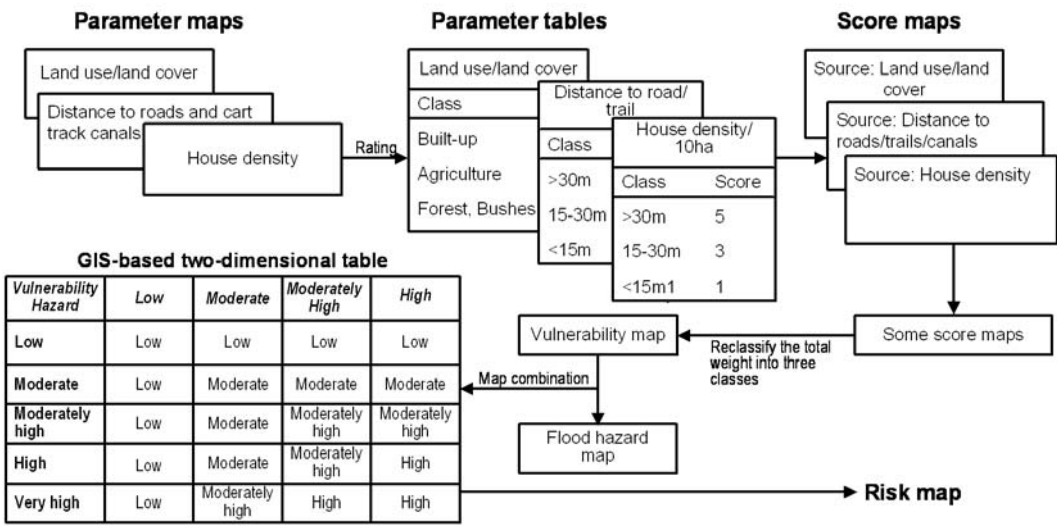 Parameter maps
Land use/land cover
Distance to roads and cart
track canals
House density
Rating
Parameter tables
Land use/land cover
Class
Built-up
Agriculture
Forest, Bushes
Distance to road/
trail
Class
>30m
15-30m
<15m
House density/
10ha
Class Score
>30m 5
15-30m 3
<15m1 1
Score maps
Source: Land use/land
cover
Source: Distance to
roads/trails/canals
Source: House density
Some score maps
Reclassify the total
weight into three
classes
Vulnerability map
Map combination
Flood hazard
map
GIS-based two-dimensional table
Vulnerability
Hazard
Low
Moderate
Moderately
High
High
Low Low Low Low Low
Moderate Low Moderate Moderate Moderate
Moderately
high
Low Moderate
Moderately
high
Moderately
high
High Low Moderate
Moderately
high
High
Very high Low
Moderately
high
High High
Risk map